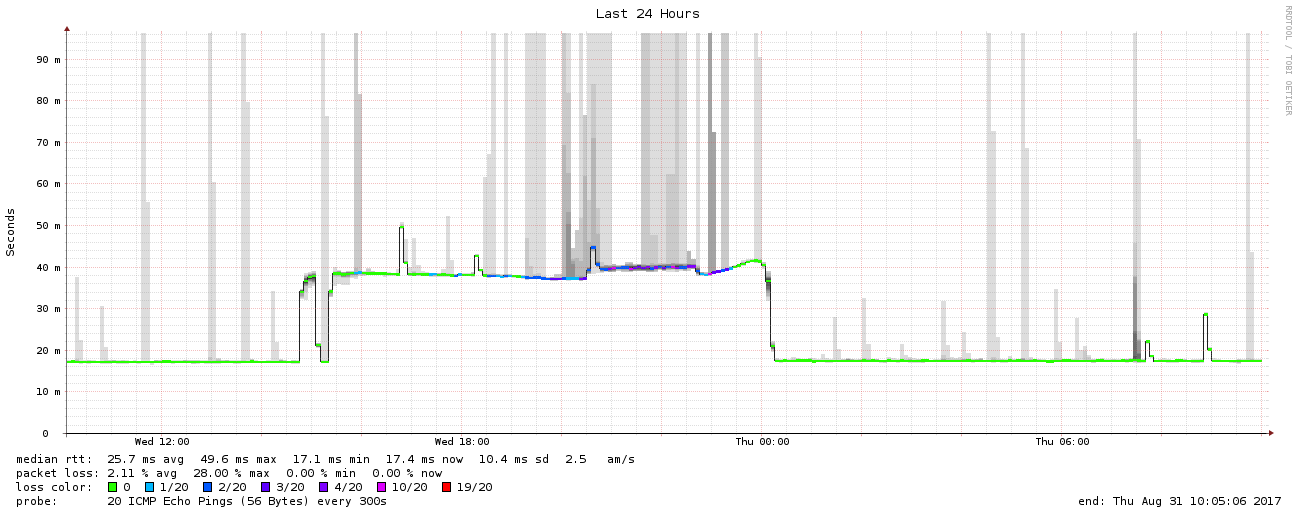 Last 24 Hours
RRDTOOL / TOBI OETIKER
Seconds
90 m
80 m
70 m
60 m
50 m
40 m
30 m
20 m
10 m
0
Wed 12:00 Wed 18:00 Thu 00:00 Thu 06:00
median rtt: 25.7 ms avg 49.6 ms max 17.1 ms min 17.4 ms now 10.4 ms sd 2.5 am/s
packet loss: 2.11 % avg 28.00 % max 0.00 % min 0.00 % now
loss color: 0 1/20 2/20 3/20 4/20 10/20 19/20
probe: 20 ICMP Echo Pings (56 Bytes) every 300s end: Thu Aug 31 10:05:06 2017